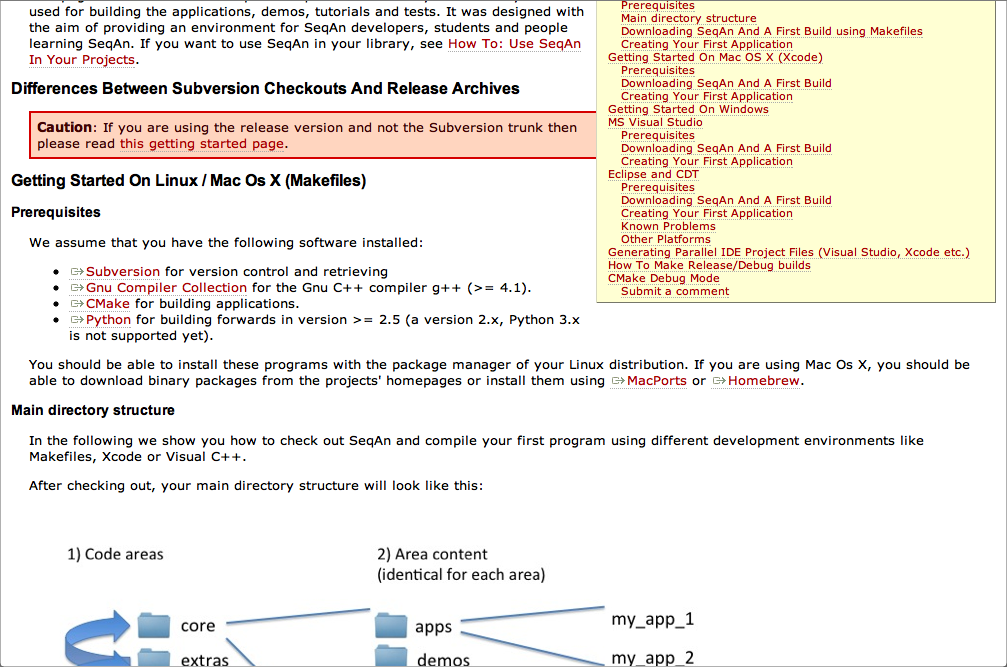 used for building the applications, demos, tutorials and tests. It was designed with
the aim of providing an environment for SeqAn developers, students and people
learning SeqAn. If you want to use SeqAn in your library, see How To: Use SeqAn
In Your Projects.
Differences Between Subversion Checkouts And Release Archives
Caution: If you are using the release version and not the Subversion trunk then
please read this getting started page.
Prerequisites
Main directory structure
Downloading SeqAn And A First Build using Makefiles
Creating Your First Application
Getting Started On Mac OS X (Xcode)
Prerequisites
Downloading SeqAn And A First Build
Creating Your First Application
Getting Started On Windows
MS Visual Studio
Prerequisites
Downloading SeqAn And A First Build
Creating Your First Application
Eclipse and CDT
Prerequisites
Downloading SeqAn And A First Build
Creating Your First Application
Known Problems
Other Platforms
Generating Parallel IDE Project Files (Visual Studio, Xcode etc.)
How To Make Release/Debug builds
CMake Debug Mode
Submit a comment
Getting Started On Linux / Mac Os X (Makefiles)
Prerequisites
We assume that you have the following software installed:
• Subversion for version control and retrieving
• Gnu Compiler Collection for the Gnu C++ compiler g++ (>= 4.1).
• CMake for building applications.
• Python for building forwards in version >= 2.5 (a version 2.x, Python 3.x
is not supported yet).
You should be able to install these programs with the package manager of your Linux distribution. If you are using Mac Os X, you should be
able to download binary packages from the projects' homepages or install them using MacPorts or Homebrew.
Main directory structure
In the following we show you how to check out SeqAn and compile your first program using different development environments like
Makefiles, Xcode or Visual C++.
After checking out, your main directory structure will look like this:
1) Code areas
2) Area content
(identical for each area)
core
apps
my_app_1
extras
demos
my_app_2